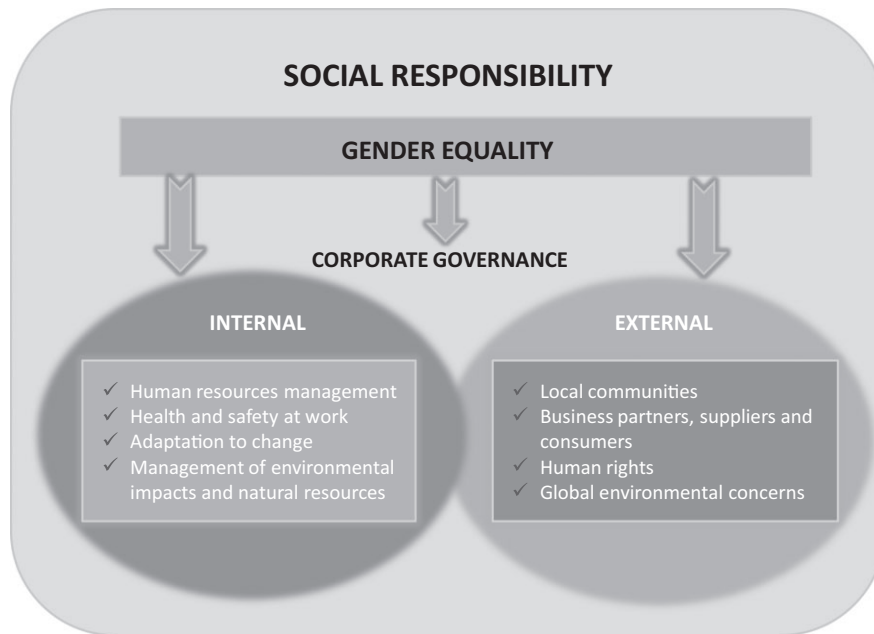 SOCIAL RESPONSIBILITY
GENDER EQUALITY
CORPORATE GOVERNANCE
INTERNAL
✓ Human resources management
✓ Health and safety at work
✓ Adaptation to change
✓ Management of environmental
impacts and natural resources
EXTERNAL
✓ Local communities
✓ Business partners, suppliers and
consumers
✓ Human rights
✓ Global environmental concerns